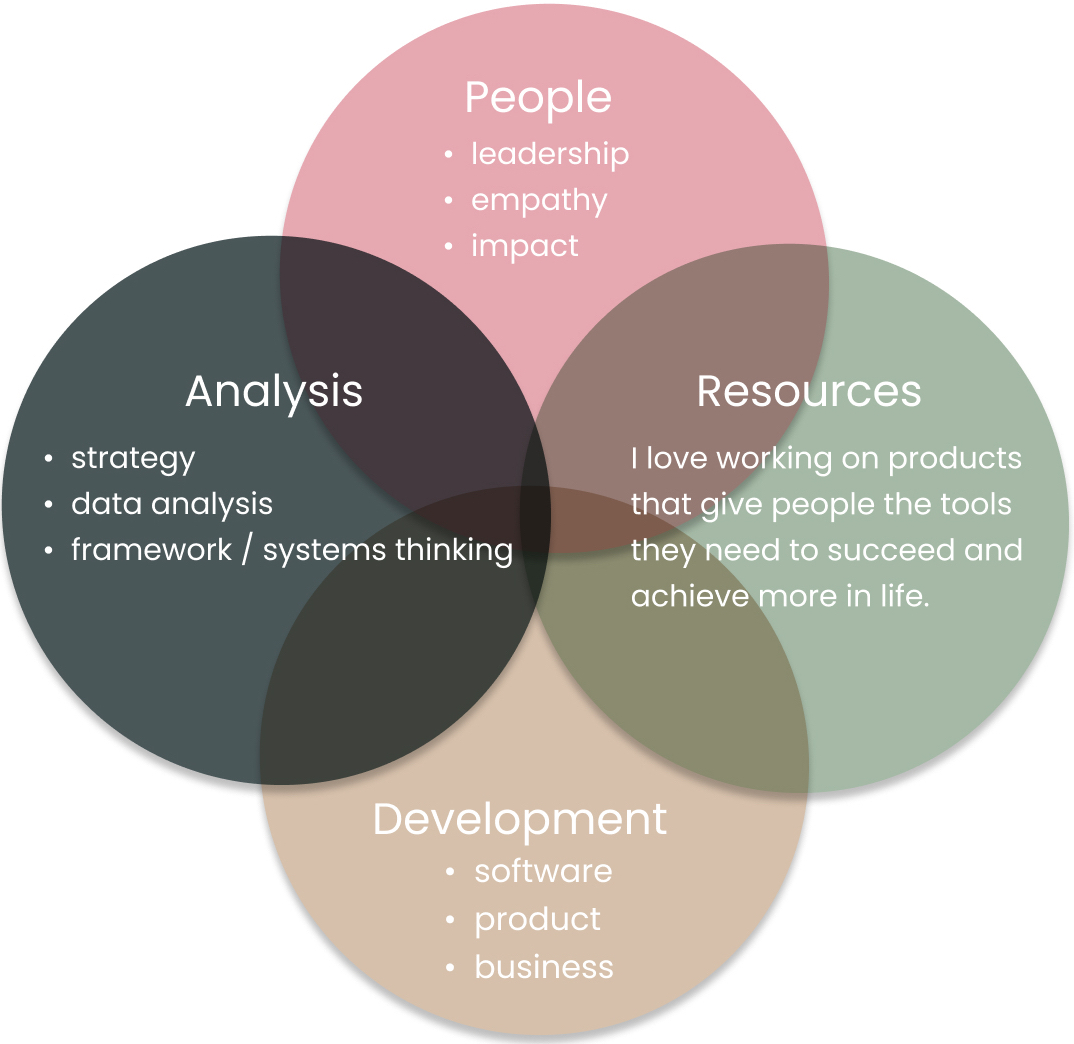 People
• leadership
• empathy
• impact
Analysis
• strategy
• data analysis
• framework / systems thinking
Resources
I love working on products
that give people the tools
they need to succeed and
achieve more in life.
Development
• software
• product
• business